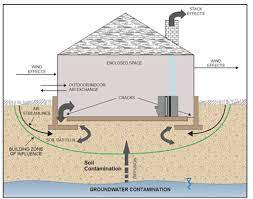 STACK
EFFECTS
WIND
EFFECTS
ENCLOSED SPACE
WIND
EFFECTS
OUTDOOR/INDOOR
AIR EXCHANGE
CRACKS
AIR
STREAMLINES
BUILDING ZONE
OF INFLUENCE
Soil
Contamination
GROUNDWATER CONTAMINATION